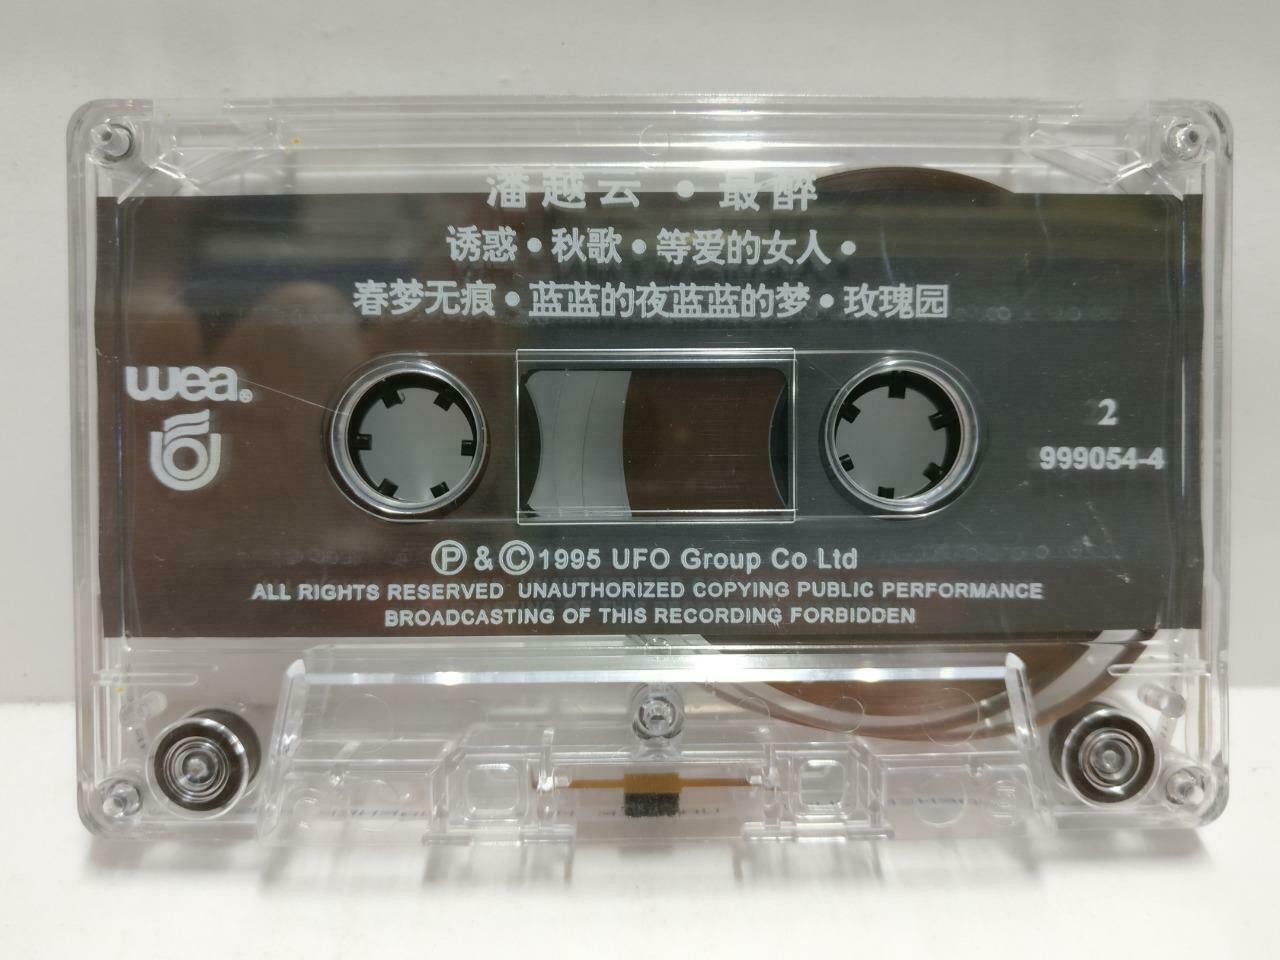 潘越云•最醉
诱惑•秋歌•等爱的女人•
春梦无痕•蓝蓝的夜蓝蓝的梦•玫瑰园
wea
2
999054-4
Ⓟ & Ⓒ 1995 UFO Group Co Ltd
ALL RIGHTS RESERVED UNAUTHORIZED COPYING PUBLIC PERFORMANCE
BROADCASTING OF THIS RECORDING FORBIDDEN